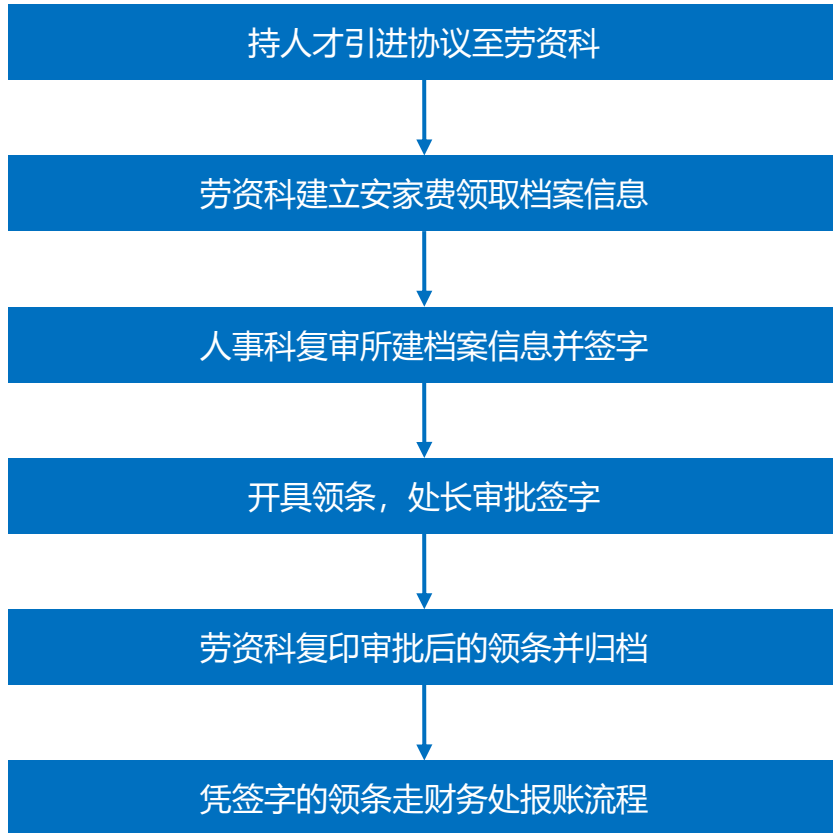 持人才引进协议至劳资科
劳资科建立安家费领取档案信息
人事科复审所建档案信息并签字
开具领条，处长审批签字
劳资科复印审批后的领条并归档
凭签字的领条走财务处报账流程